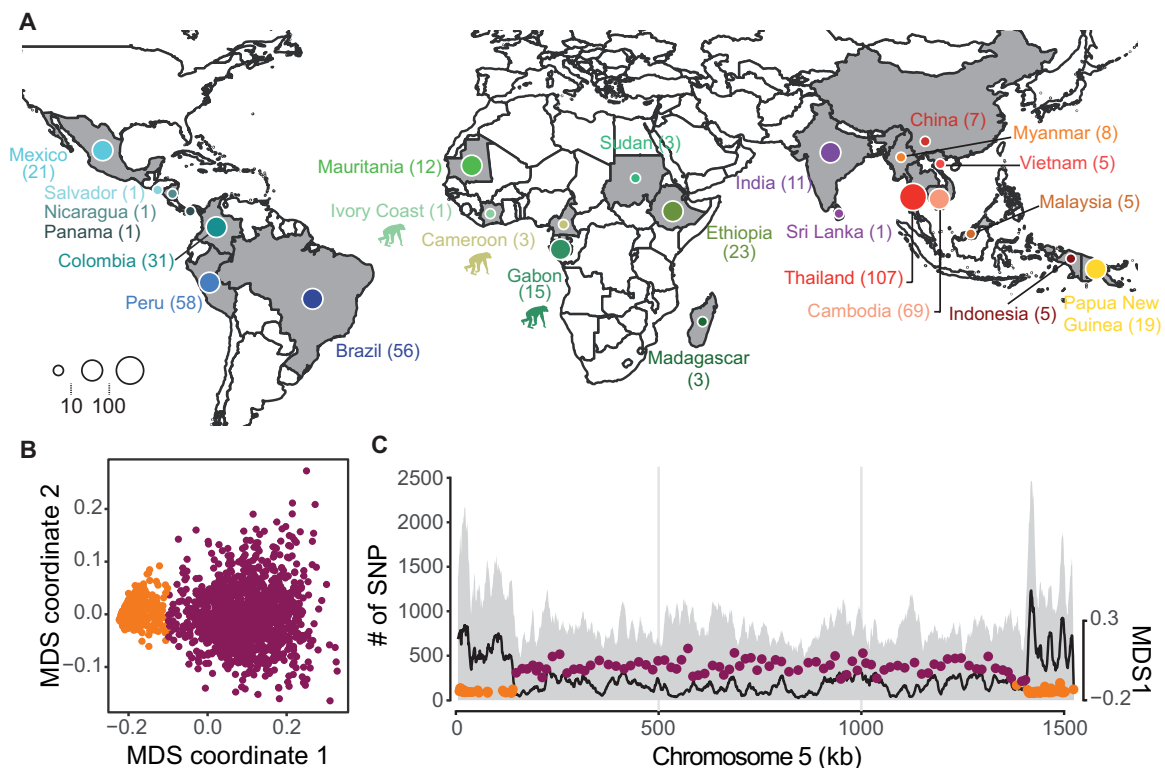 A
Mexico
(21)
Salvador (1)
Nicaragua (1)
Panama (1)
Colombia (31)
Peru (58)
Brazil (56)
10 100
Mauritania (12)
Ivory Coast (1)
Cameroon (3)
Gabon
(15)
Sudan (3)
Ethiopia
(23)
Madagascar
(3)
India (11)
Sri Lanka (1)
China (7)
Myanmar (8)
Vietnam (5)
Malaysia (5)
Thailand (107)
Cambodia (69)
Indonesia (5)
Papua New
Guinea (19)
B
MDS coordinate 2
0.2
0.1
0.0
−0.1
−0.2 0.0 0.2
MDS coordinate 1
C
# of SNP
2500
2000
1500
1000
500
0
0 500 1000 1500
Chromosome 5 (kb)
0.3
−0.2
MDS1